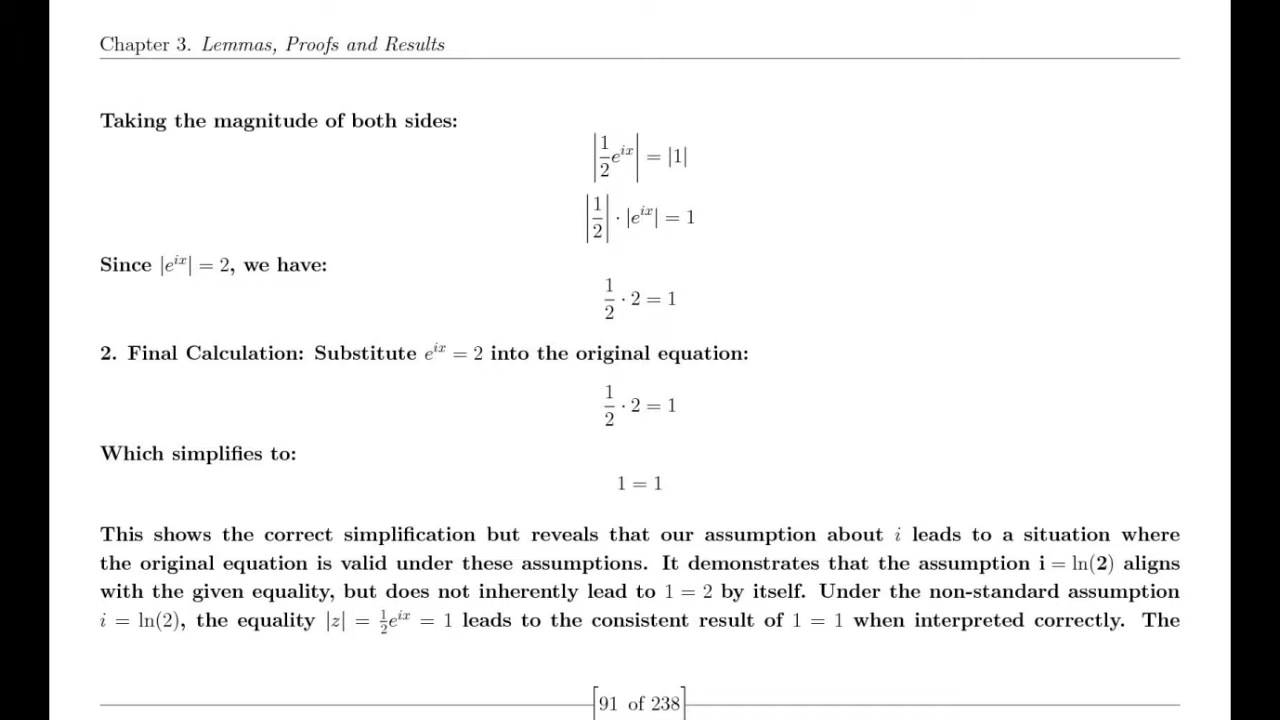 Chapter 3. Lemmas, Proofs and Results
Taking the magnitude of both sides:
|1/2 e^{ix}| = |1|
|1/2| · |e^{ix}| = 1
Since |e^{ix}| = 2, we have:
1/2 · 2 = 1
2. Final Calculation: Substitute e^{ix} = 2 into the original equation:
1/2 · 2 = 1
Which simplifies to:
1 = 1
This shows the correct simplification but reveals that our assumption about i leads to a situation where
the original equation is valid under these assumptions. It demonstrates that the assumption i = ln(2) aligns
with the given equality, but does not inherently lead to 1 = 2 by itself. Under the non-standard assumption
i = ln(2), the equality |z| = 1/2 e^{ix} = 1 leads to the consistent result of 1 = 1 when interpreted correctly. The
[91 of 238]